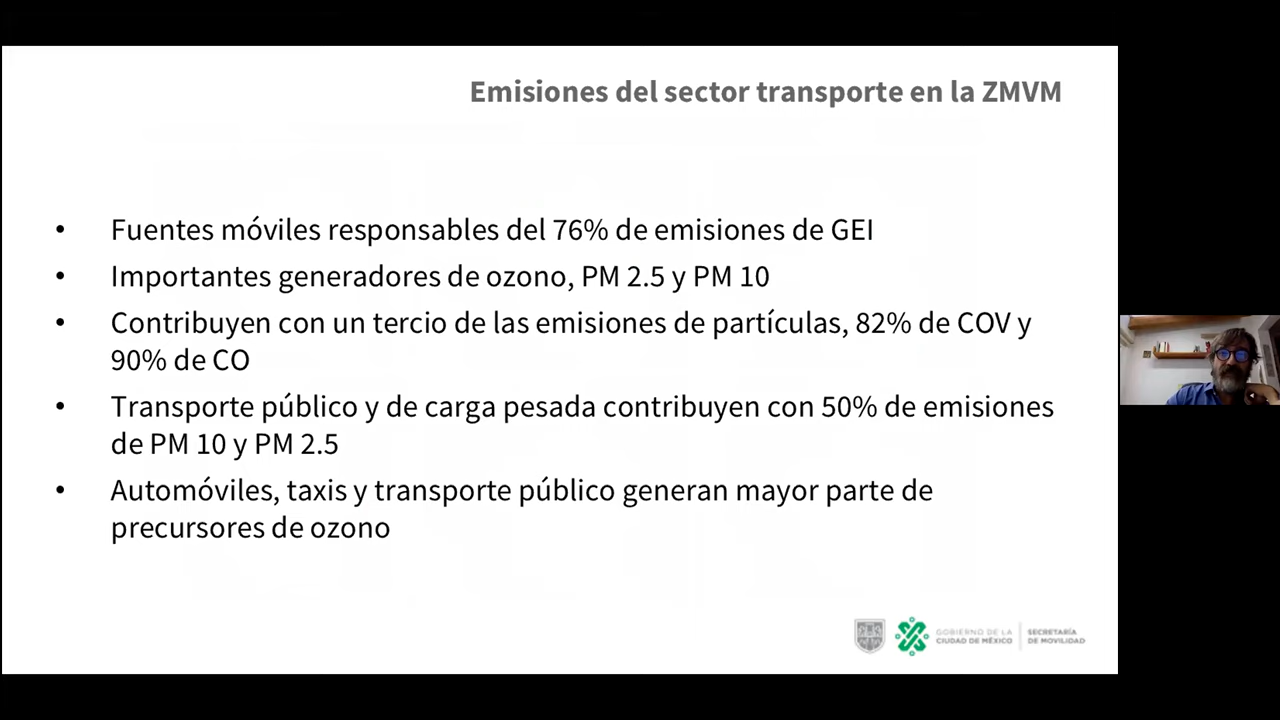 Emisiones del sector transporte en la ZMVM
• Fuentes móviles responsables del 76% de emisiones de GEI
• Importantes generadores de ozono, PM 2.5 y PM 10
• Contribuyen con un tercio de las emisiones de partículas, 82% de COV y
90% de CO
• Transporte público y de carga pesada contribuyen con 50% de emisiones
de PM 10 y PM 2.5
• Automóviles, taxis y transporte público generan mayor parte de
precursores de ozono
GOBIERNO DE LA
CIUDAD DE MÉXICO
SECRETARÍA
DE MOVILIDAD